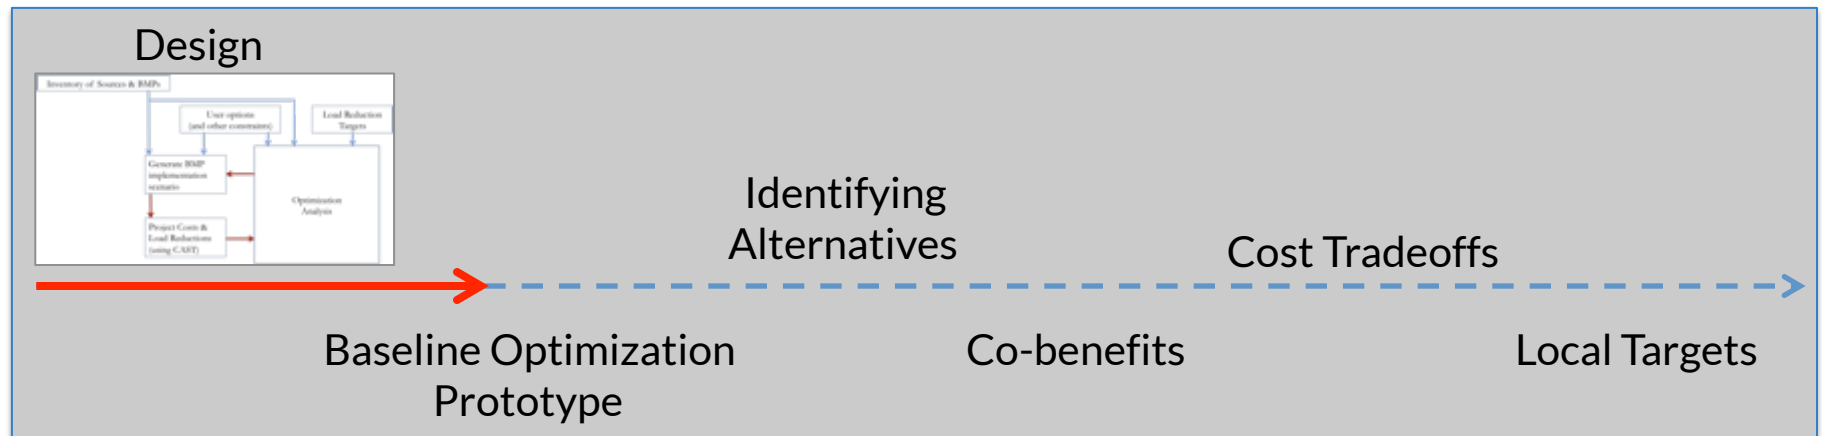 Design
Inventory of Sources & BMPs
User options
(and other constraints)
Load Reduction
Targets
Generate BMP
implementation
scenario
Optimization
Analysis
Project Costs &
Load Reductions
(using CAST)
Identifying
Alternatives
Cost Tradeoffs
Baseline Optimization
Prototype
Co-benefits
Local Targets